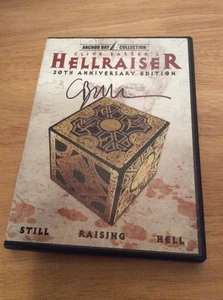 ANCHOR BAY COLLECTION
CLIVE BARKER'S
HELLRAISER
20TH ANNIVERSARY EDITION
STILL RAISING HELL